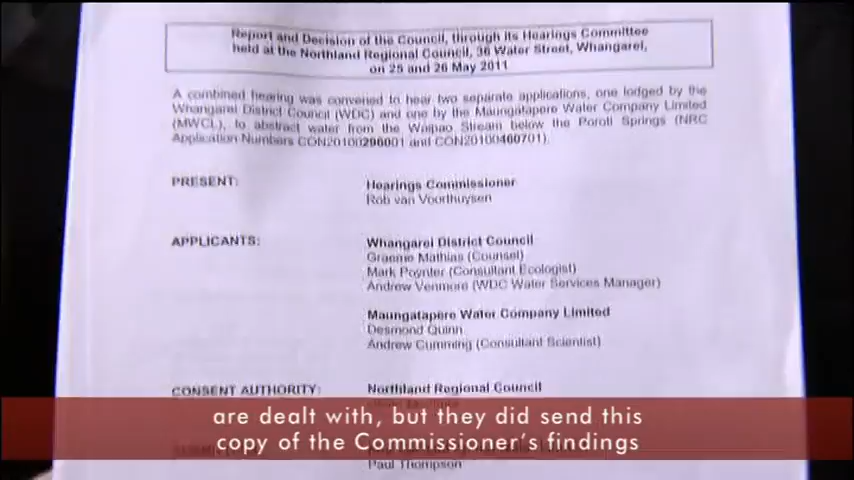 Report and Decision of the Council, through its Hearings Committee
held at the Northland Regional Council, 36 Water Street, Whangarei,
on 25 and 26 May 2011
A combined hearing was convened to hear two separate applications, one lodged by the
Whangarei District Council (WDC) and one by the Maungatapere Water Company Limited
(MWCL), to abstract water from the Waipao Stream below the Poroti Springs (NRC
Application Numbers CON20100296001 and CON20100460701).
PRESENT: Hearings Commissioner
Rob van Voorthuysen
APPLICANTS: Whangarei District Council
Graeme Mathias (Counsel)
Mark Poynter (Consultant Ecologist)
Andrew Venmore (WDC Water Services Manager)
Maungatapere Water Company Limited
Desmond Quinn
Andrew Cumming (Consultant Scientist)
CONSENT AUTHORITY: Northland Regional Council
are dealt with, but they did send this
copy of the Commissioner's findings
Paul Thompson